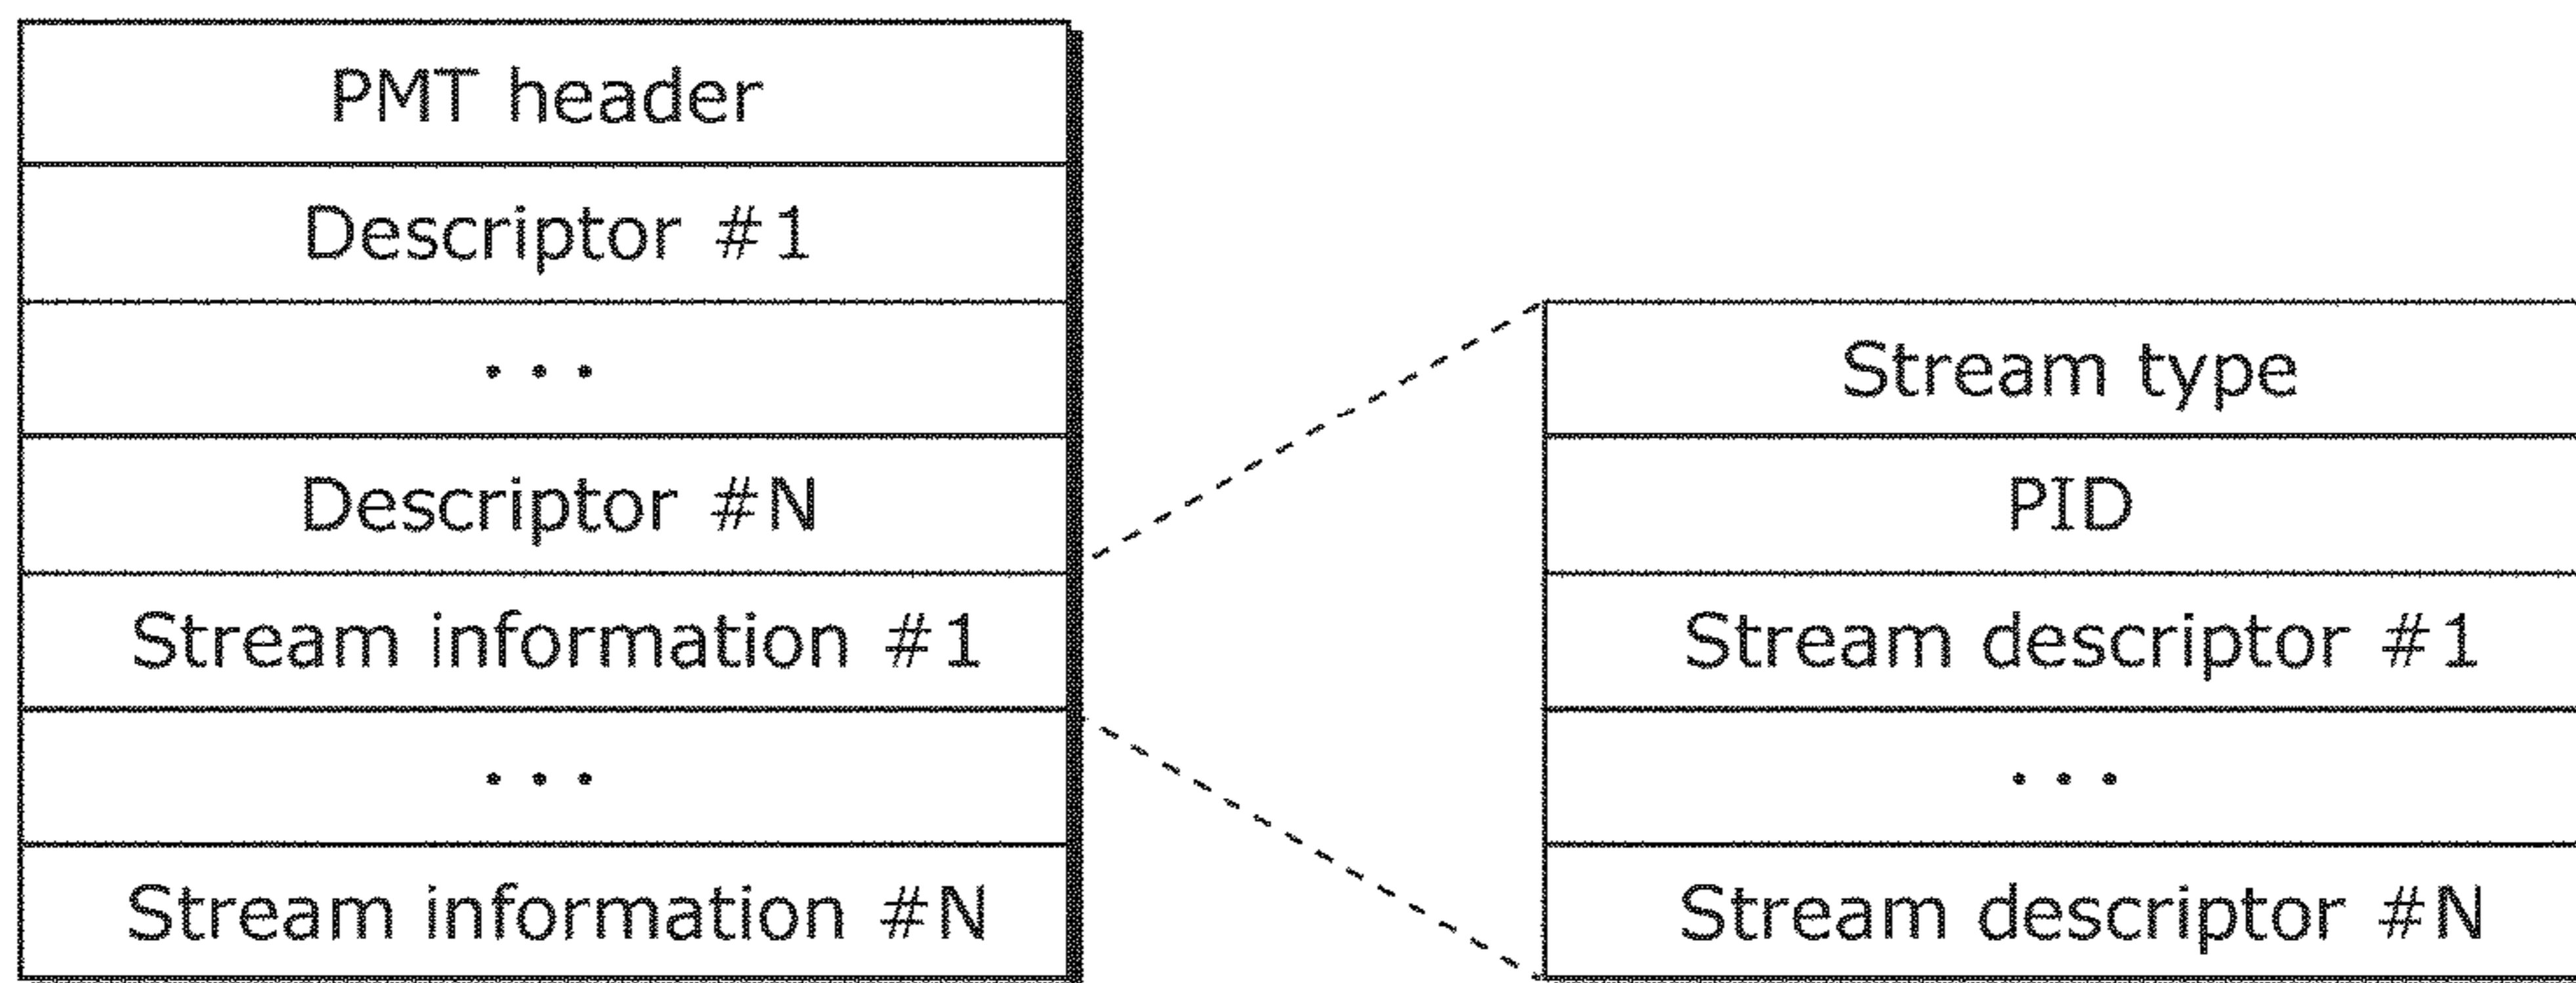 PMT header
Descriptor #1
...
Descriptor #N
Stream information #1
...
Stream information #N
Stream type
PID
Stream descriptor #1
...
Stream descriptor #N